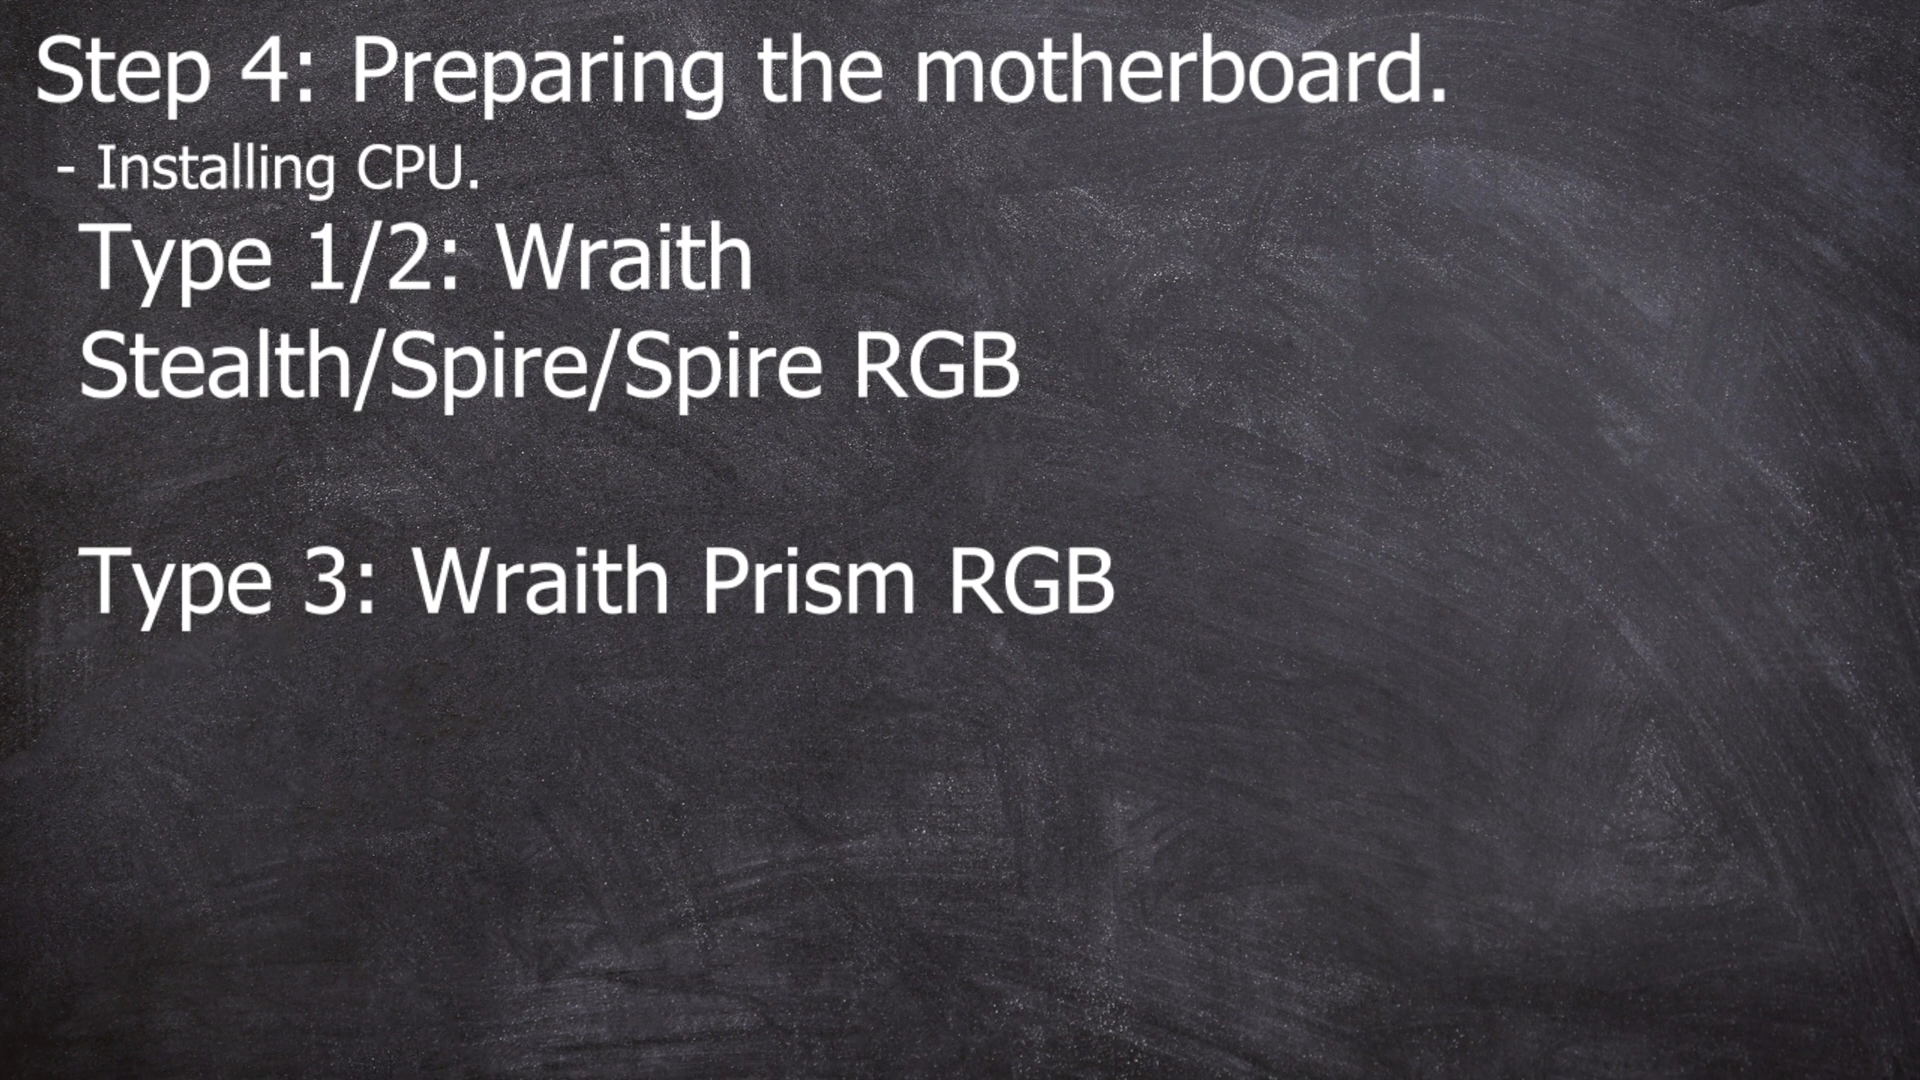 Step 4: Preparing the motherboard.
- Installing CPU.
Type 1/2: Wraith
Stealth/Spire/Spire RGB
Type 3: Wraith Prism RGB